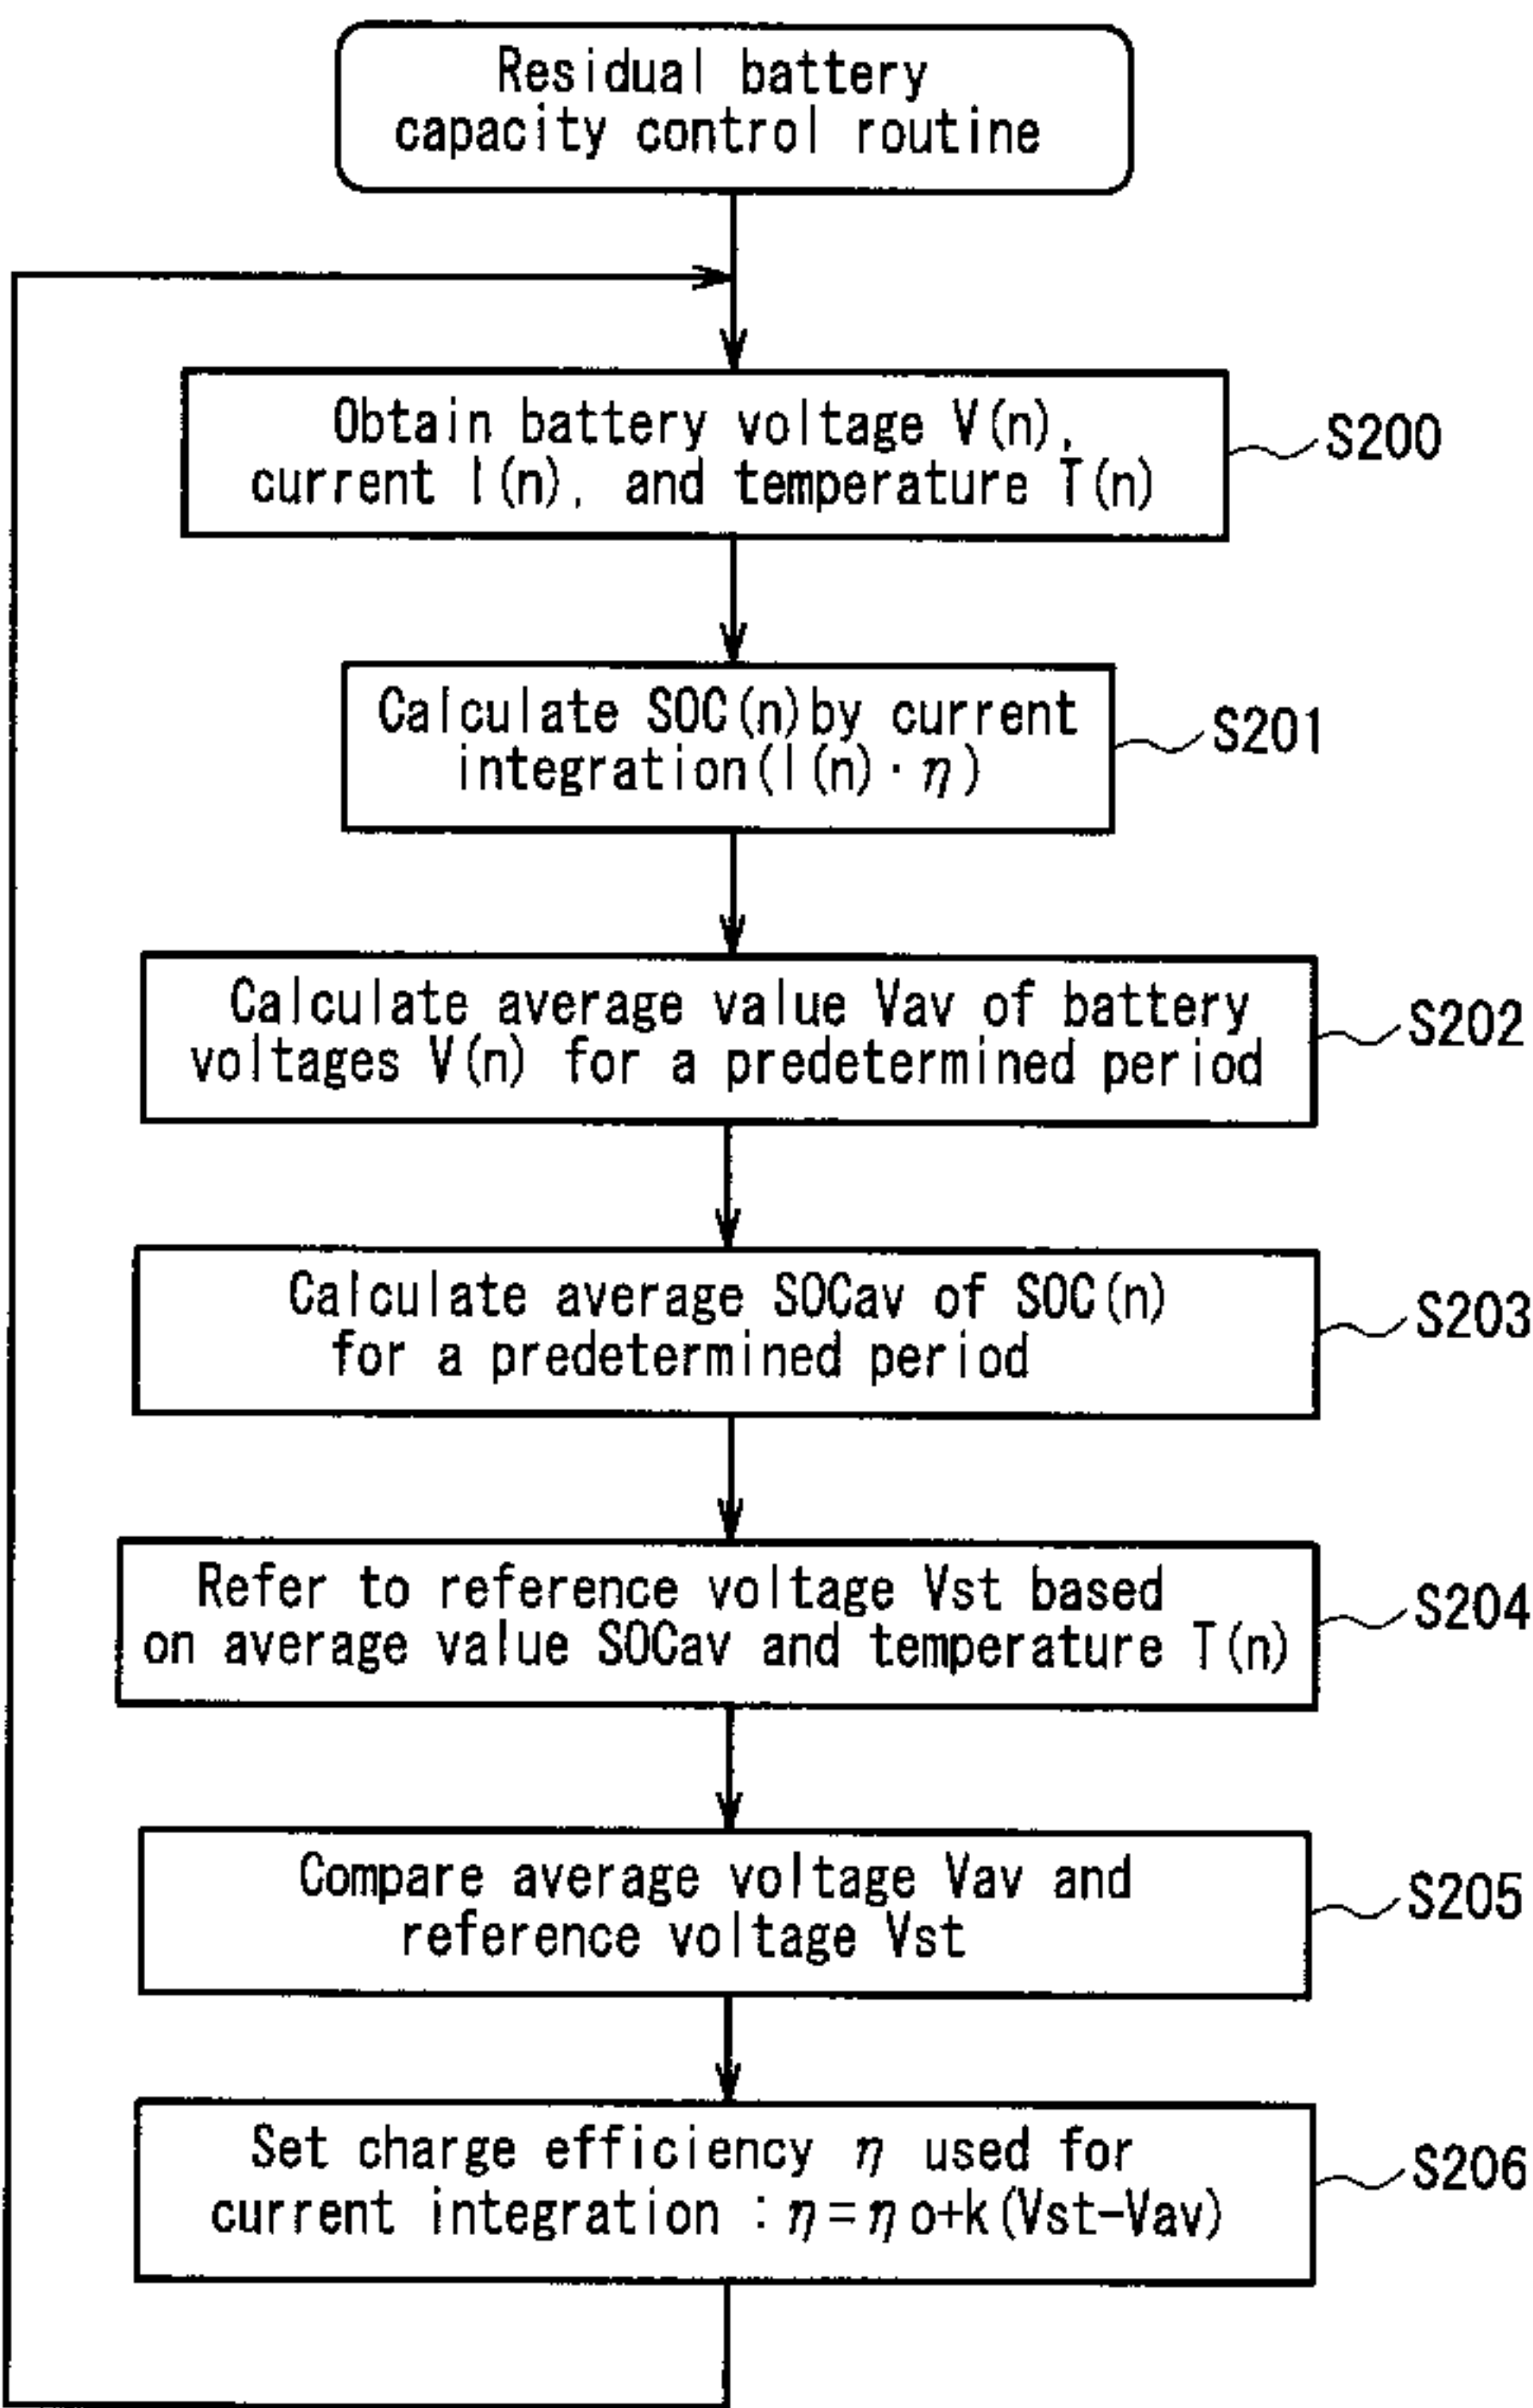 Residual battery
capacity control routine
Obtain battery voltage V(n),
current I(n), and temperature T(n)
S200
Calculate SOC(n)by current
integration(I(n)・η)
S201
Calculate average value Vav of battery
voltages V(n) for a predetermined period
S202
Calculate average SOCav of SOC(n)
for a predetermined period
S203
Refer to reference voltage Vst based
on average value SOCav and temperature T(n)
S204
Compare average voltage Vav and
reference voltage Vst
S205
Set charge efficiency η used for
current integration : η=ηo+k(Vst-Vav)
S206